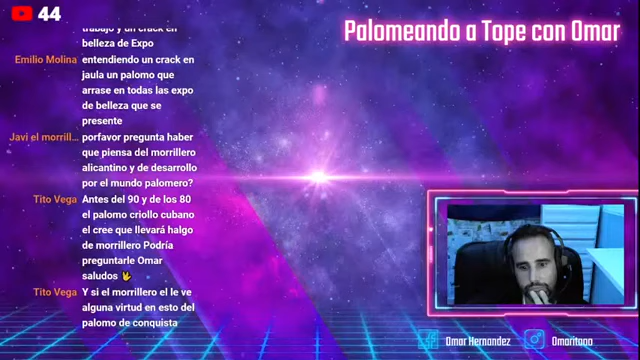 44
Palomeando a Tope con Omar
trabajo y un crack en
belleza de Expo
Emilio Molina entendiendo un crack en
jaula un palomo que
arrase en todas las expo
de belleza que se
presente
Javi el morrill... porfavor pregunta haber
que piensa del morrillero
alicantino y de desarrollo
por el mundo palomero?
Tito Vega Antes del 90 y de los 80
el palomo criollo cubano
el cree que llevará halgo
de morrillero Podría
preguntarle Omar
saludos 🤟
Tito Vega Y si el morrillero el le ve
alguna virtud en esto del
palomo de conquista
Omar Hernandez
Omaritooo